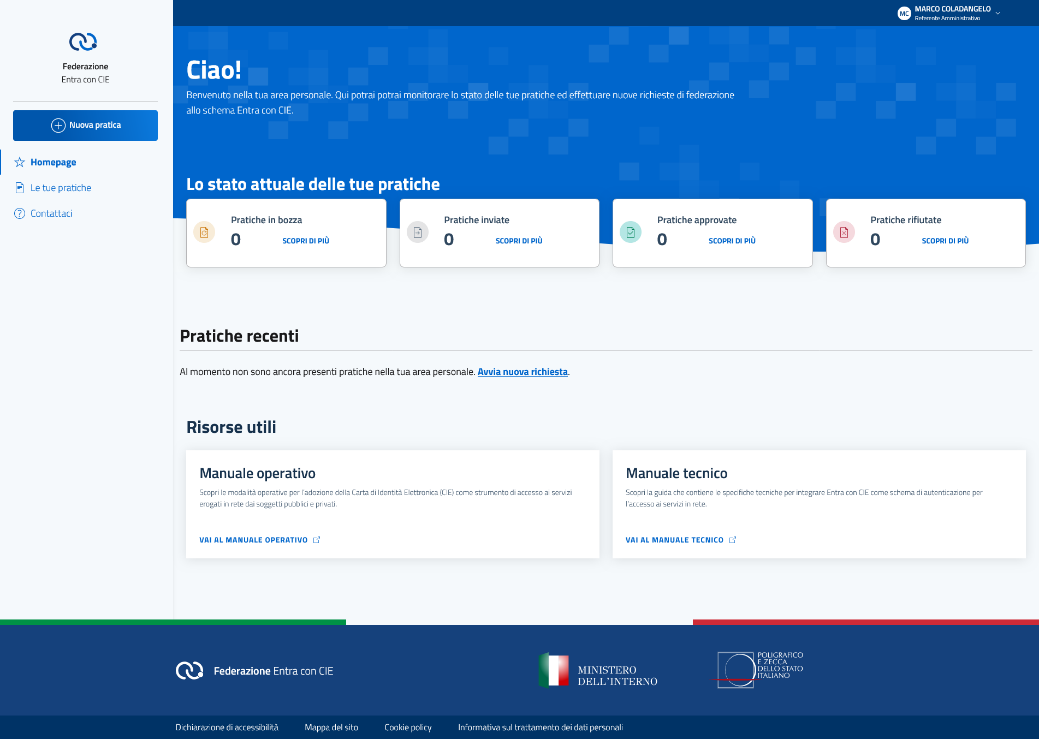 MC
MARCO COLADANGELO
Referente Amministrativo
Federazione
Entra con CIE
Nuova pratica
Homepage
Le tue pratiche
Contattaci
Ciao!
Benvenuto nella tua area personale. Qui potrai potrai monitorare lo stato delle tue pratiche ed effettuare nuove richieste di federazione
allo schema Entra con CIE.
Lo stato attuale delle tue pratiche
Pratiche in bozza
0 SCOPRI DI PIÙ
Pratiche inviate
0 SCOPRI DI PIÙ
Pratiche approvate
0 SCOPRI DI PIÙ
Pratiche rifiutate
0 SCOPRI DI PIÙ
Pratiche recenti
Al momento non sono ancora presenti pratiche nella tua area personale. Avvia nuova richiesta.
Risorse utili
Manuale operativo
Scopri le modalità operative per l'adozione della Carta di Identità Elettronica (CIE) come strumento di accesso ai servizi
erogati in rete dai soggetti pubblici e privati.
VAI AL MANUALE OPERATIVO
Manuale tecnico
Scopri la guida che contiene le specifiche tecniche per integrare Entra con CIE come schema di autenticazione per
l'accesso ai servizi in rete.
VAI AL MANUALE TECNICO
Federazione Entra con CIE
MINISTERO
DELL'INTERNO
POLIGRAFICO
E ZECCA
DELLO STATO
ITALIANO
Dichiarazione di accessibilità Mappa del sito Cookie policy Informativa sul trattamento dei dati personali